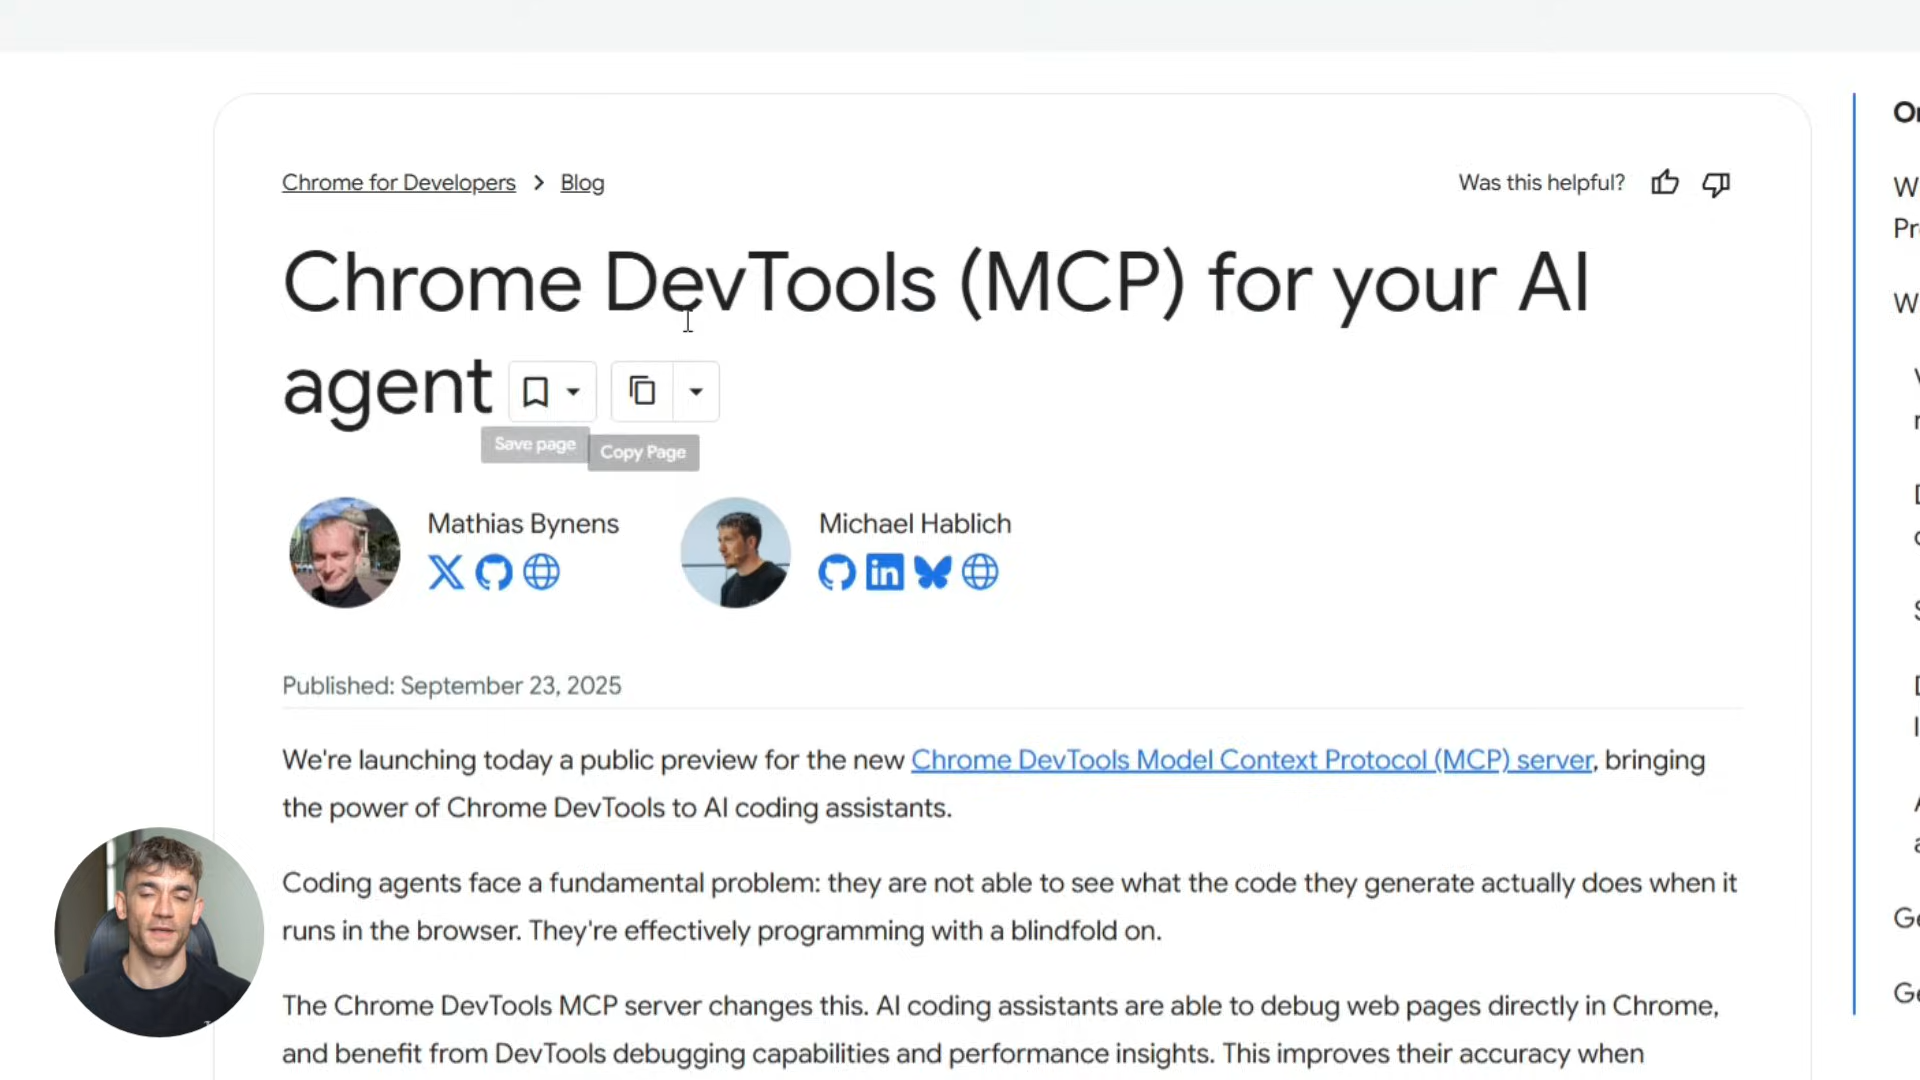 Chrome for Developers > Blog
Was this helpful?
Chrome DevTools (MCP) for your AI
agent
Save page
Copy Page
Mathias Bynens
Michael Hablich
Published: September 23, 2025
We're launching today a public preview for the new Chrome DevTools Model Context Protocol (MCP) server, bringing
the power of Chrome DevTools to AI coding assistants.
Coding agents face a fundamental problem: they are not able to see what the code they generate actually does when it
runs in the browser. They're effectively programming with a blindfold on.
The Chrome DevTools MCP server changes this. AI coding assistants are able to debug web pages directly in Chrome,
and benefit from DevTools debugging capabilities and performance insights. This improves their accuracy when